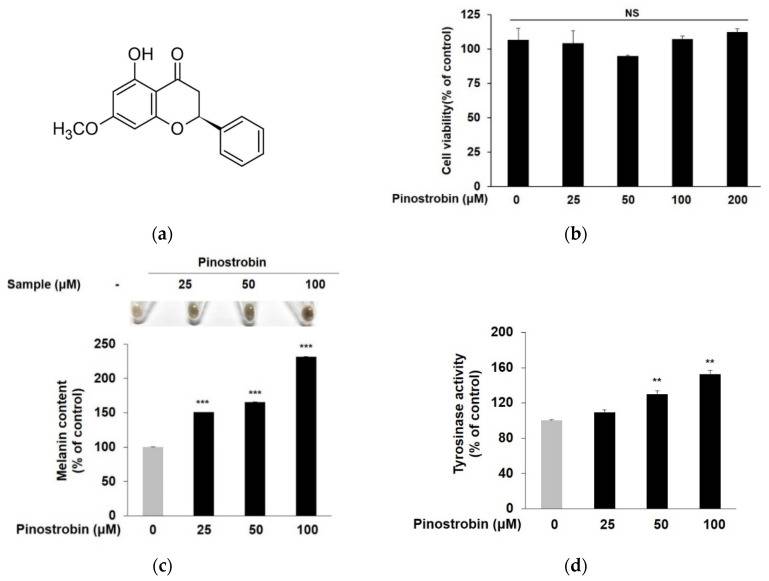 OH
O
H₃CO
O
(a)
NS
125
100
75
50
25
0
Cell viability(% of control)
Pinostrobin (μM) 0 25 50 100 200
(b)
Pinostrobin
Sample (μM) - 25 50 100
250
200
150
100
50
0
Melanin content
(% of control)
*** *** ***
Pinostrobin (μM) 0 25 50 100
(c)
200
160
120
80
40
0
Tyrosinase activity
(% of control)
** **
Pinostrobin (μM) 0 25 50 100
(d)